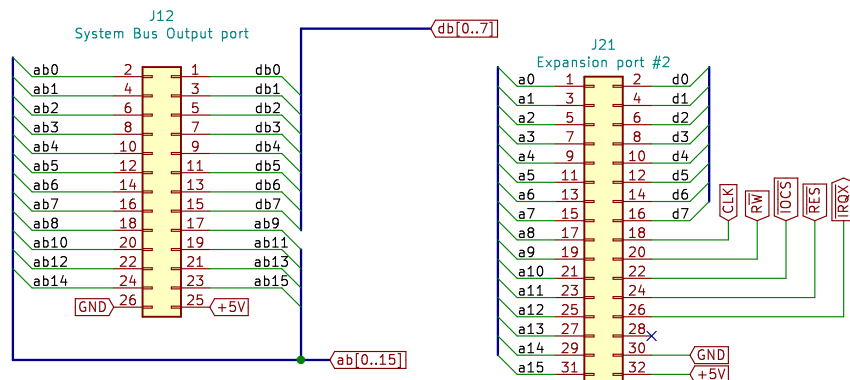 J12
System Bus Output port
db[0..7]
ab0 2 1 db0
ab1 4 3 db1
ab2 6 5 db2
ab3 8 7 db3
ab4 10 9 db4
ab5 12 11 db5
ab6 14 13 db6
ab7 16 15 db7
ab8 18 17 ab9
ab10 20 19 ab11
ab12 22 21 ab13
ab14 24 23 ab15
GND 26 25 +5V
ab[0..15]
J21
Expansion port #2
a0 1 2 d0
a1 3 4 d1
a2 5 6 d2
a3 7 8 d3
a4 9 10 d4
a5 11 12 d5
a6 13 14 d6
a7 15 16 d7
a8 17 18 CLK
a9 19 20 RW
a10 21 22 IOCS
a11 23 24 RES
a12 25 26 IRQX
a13 27 28
a14 29 30 GND
a15 31 32 +5V